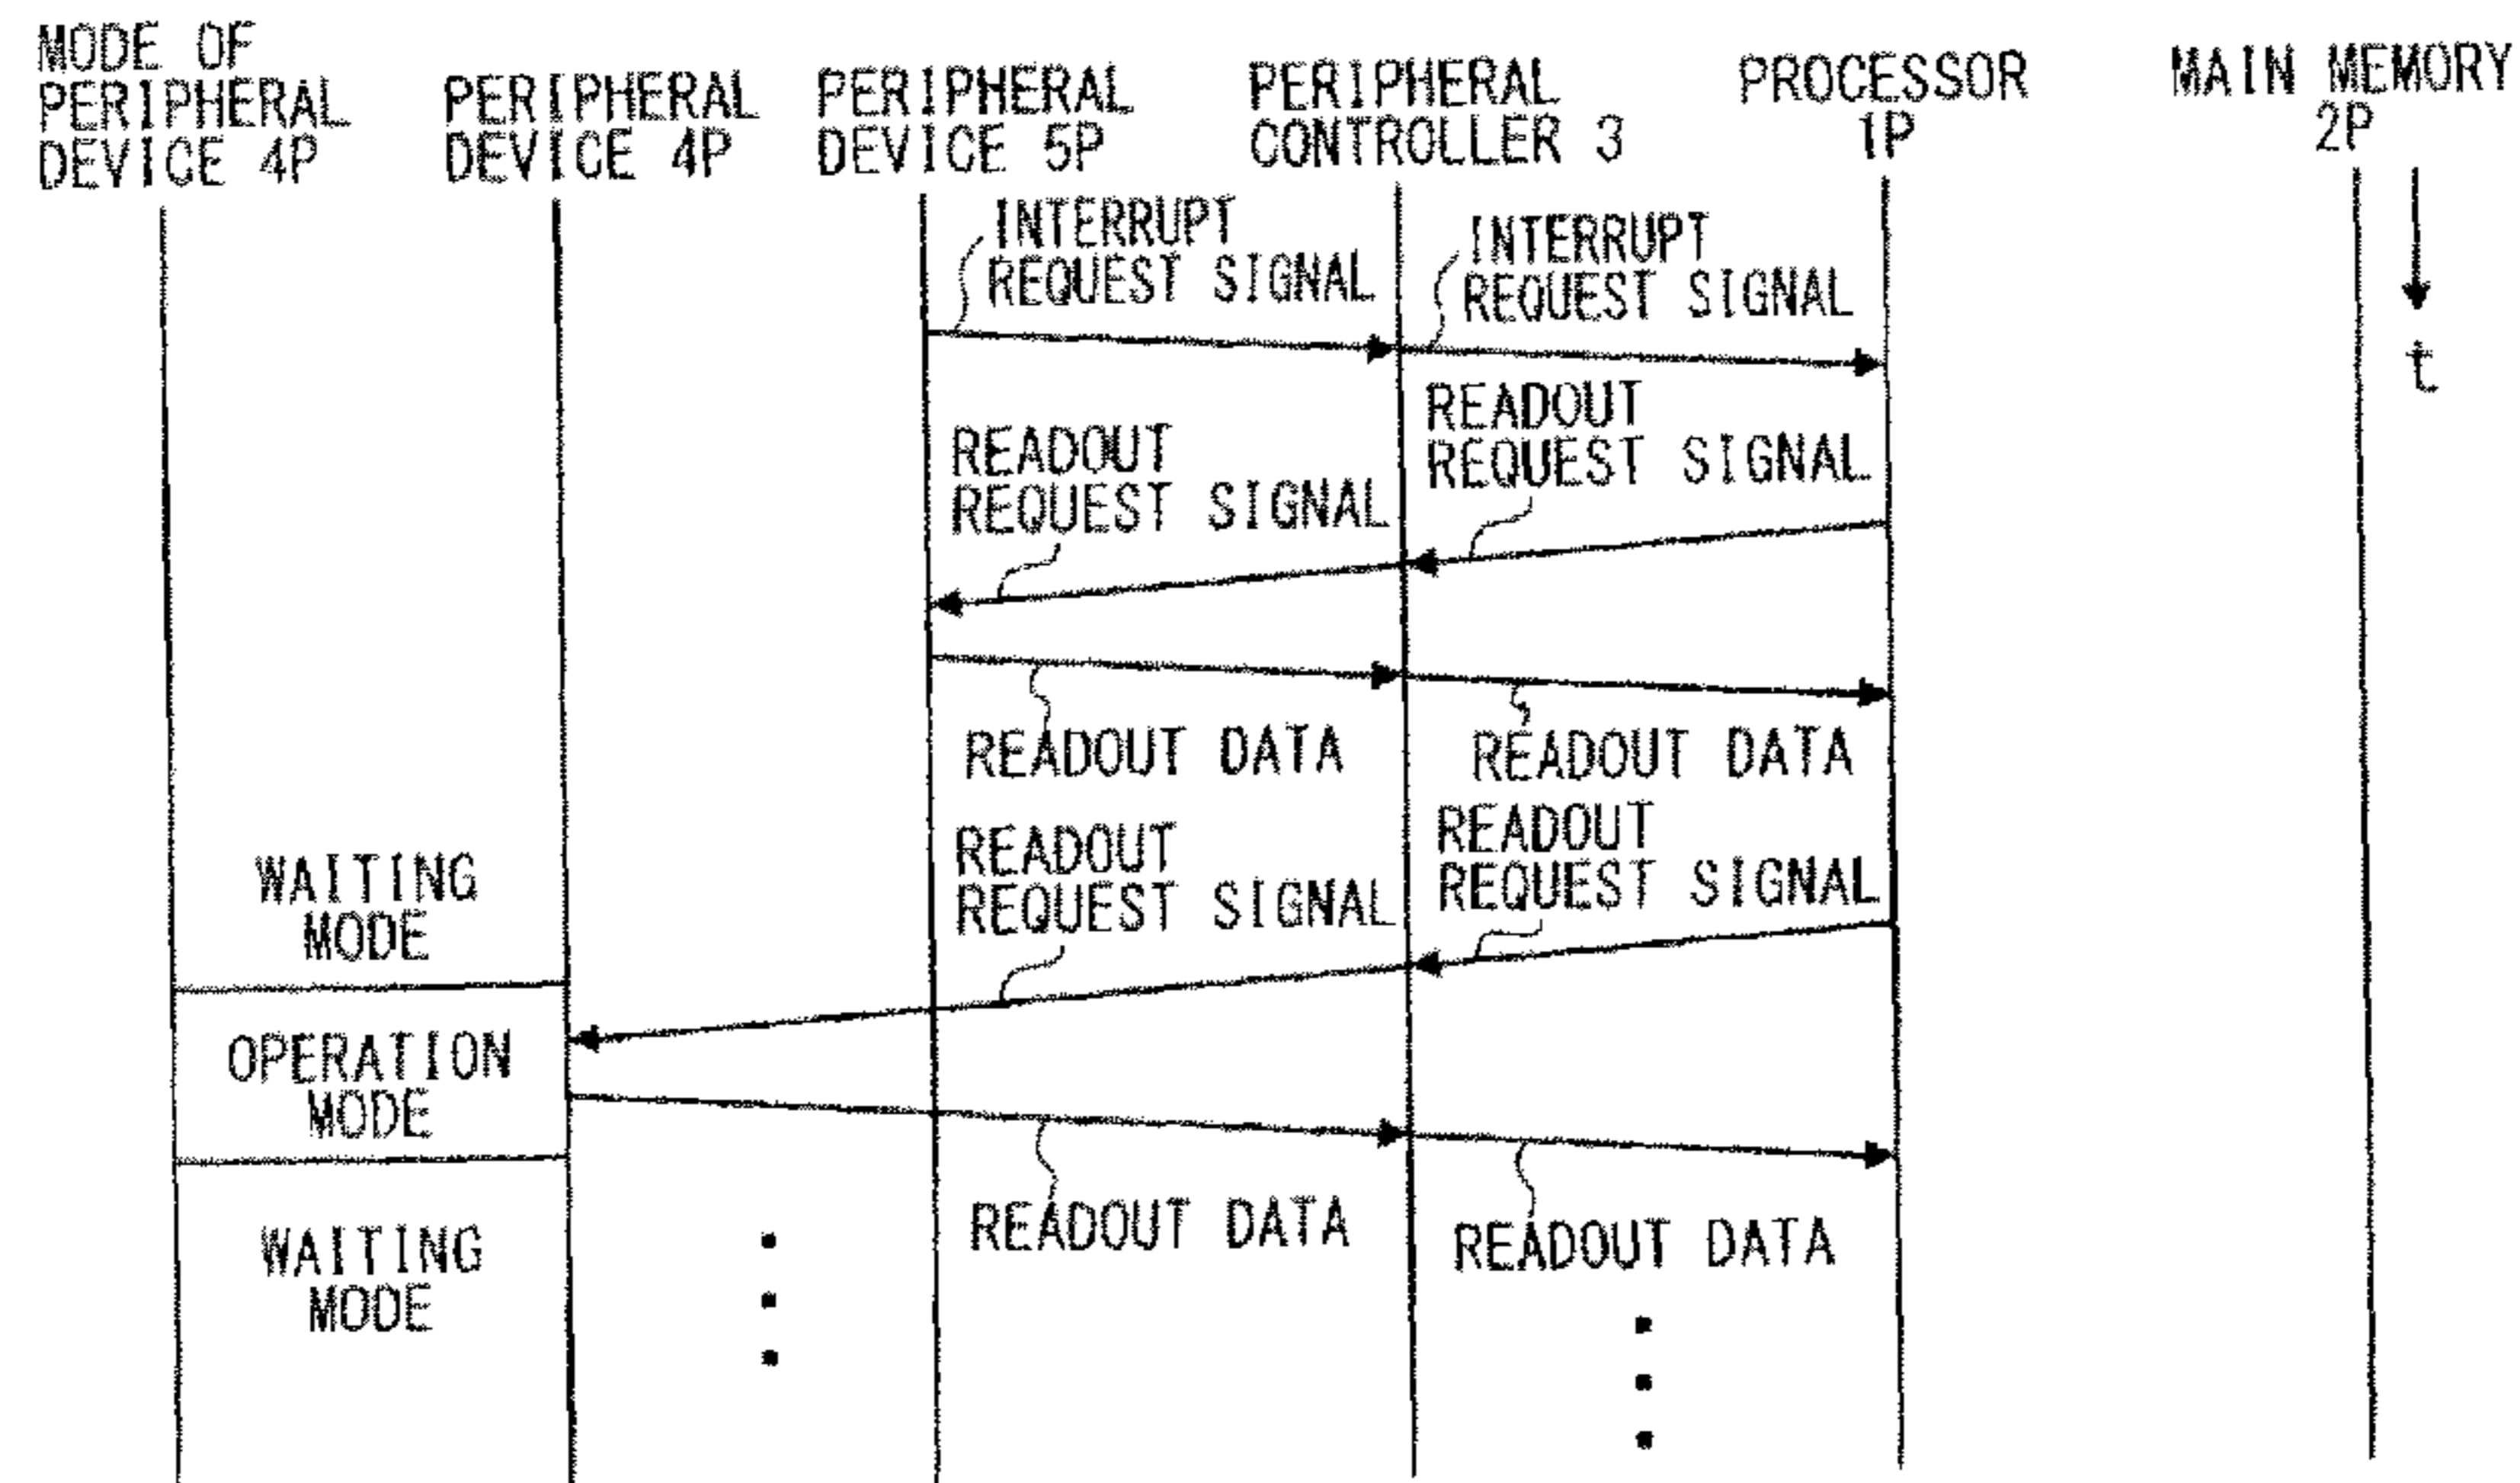 MODE OF
PERIPHERAL
DEVICE 4P
PERIPHERAL
DEVICE 4P
PERIPHERAL
DEVICE 5P
PERIPHERAL
CONTROLLER 3
PROCESSOR
1P
MAIN MEMORY
2P
t
INTERRUPT
REQUEST SIGNAL
INTERRUPT
REQUEST SIGNAL
READOUT
REQUEST SIGNAL
READOUT
REQUEST SIGNAL
READOUT DATA
READOUT DATA
READOUT
REQUEST SIGNAL
READOUT
REQUEST SIGNAL
WAITING
MODE
OPERATION
MODE
READOUT DATA
READOUT DATA
WAITING
MODE